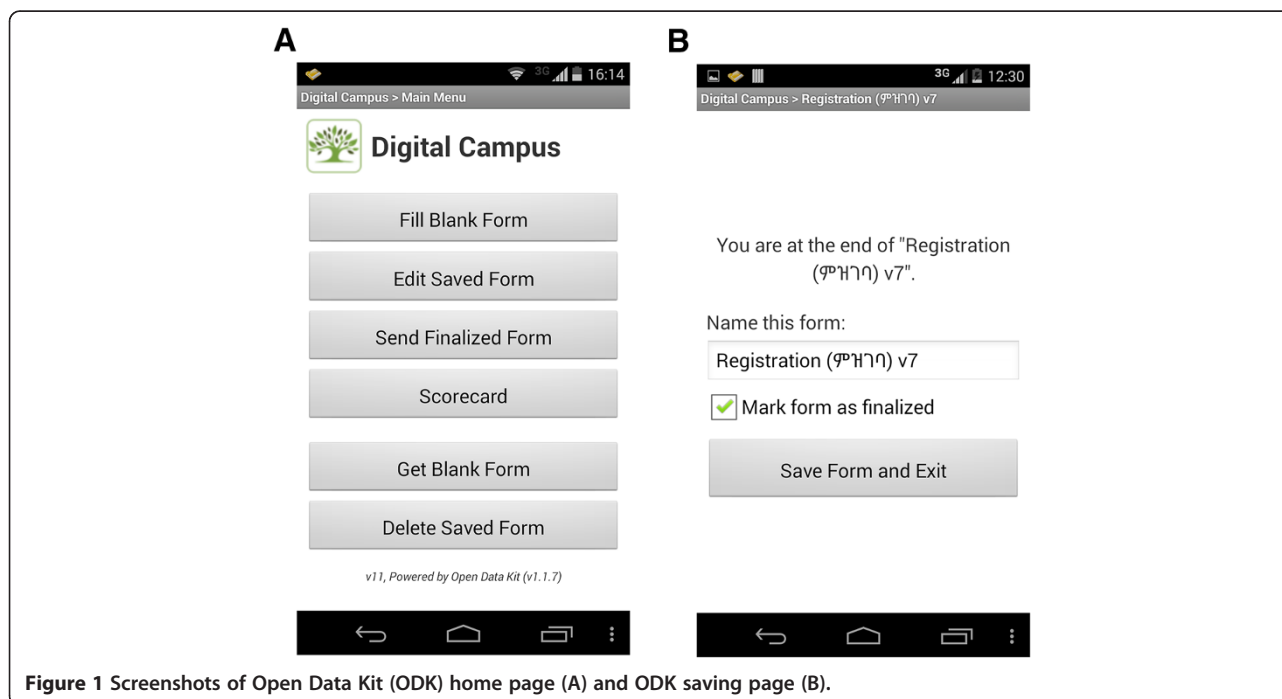 A
3G 16:14
Digital Campus > Main Menu
Digital Campus
Fill Blank Form
Edit Saved Form
Send Finalized Form
Scorecard
Get Blank Form
Delete Saved Form
v11, Powered by Open Data Kit (v1.1.7)
B
3G 12:30
Digital Campus > Registration (ምዝገባ) v7
You are at the end of "Registration
(ምዝገባ) v7".
Name this form:
Registration (ምዝገባ) v7
Mark form as finalized
Save Form and Exit
Figure 1 Screenshots of Open Data Kit (ODK) home page (A) and ODK saving page (B).